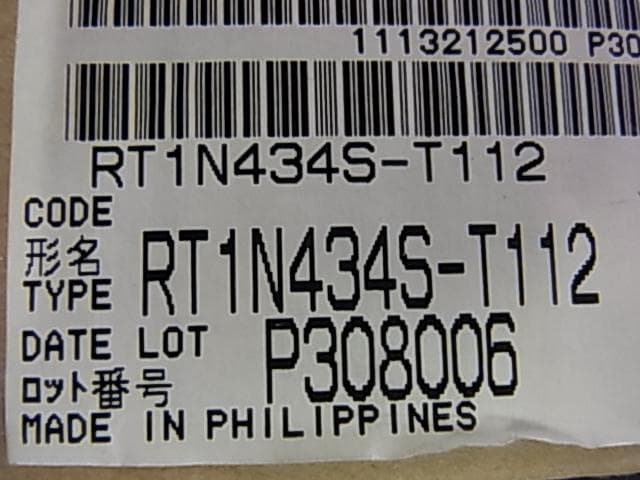 1113212500 P30
RT1N434S-T112
CODE
形名
TYPE RT1N434S-T112
DATE LOT P308006
ロット番号
MADE IN PHILIPPINES